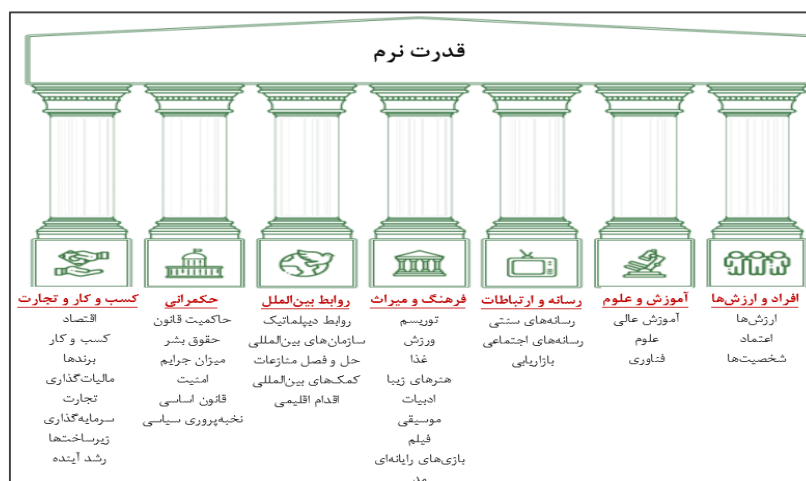 قدرت نرم
افراد و ارزش‌ها
ارزش‌ها
اعتماد
شخصیت‌ها
آموزش و علوم
آموزش عالی
علوم
فناوری
رسانه و ارتباطات
رسانه‌های سنتی
رسانه‌های اجتماعی
بازاریابی
فرهنگ و میراث
توریسم
ورزش
غذا
هنرهای زیبا
ادبیات
موسیقی
فیلم
بازی‌های رایانه‌ای
روابط بین‌الملل
روابط دیپلماتیک
سازمان‌های بین‌المللی
حل و فصل منازعات
کمک‌های بین‌المللی
اقدام اقلیمی
حکمرانی
حاکمیت قانون
حقوق بشر
میزان جرایم
امنیت
قانون اساسی
نخبه‌پروری سیاسی
کسب و کار و تجارت
اقتصاد
کسب و کار
برندها
مالیات‌گذاری
تجارت
سرمایه‌گذاری
زیرساخت‌ها
رشد آینده